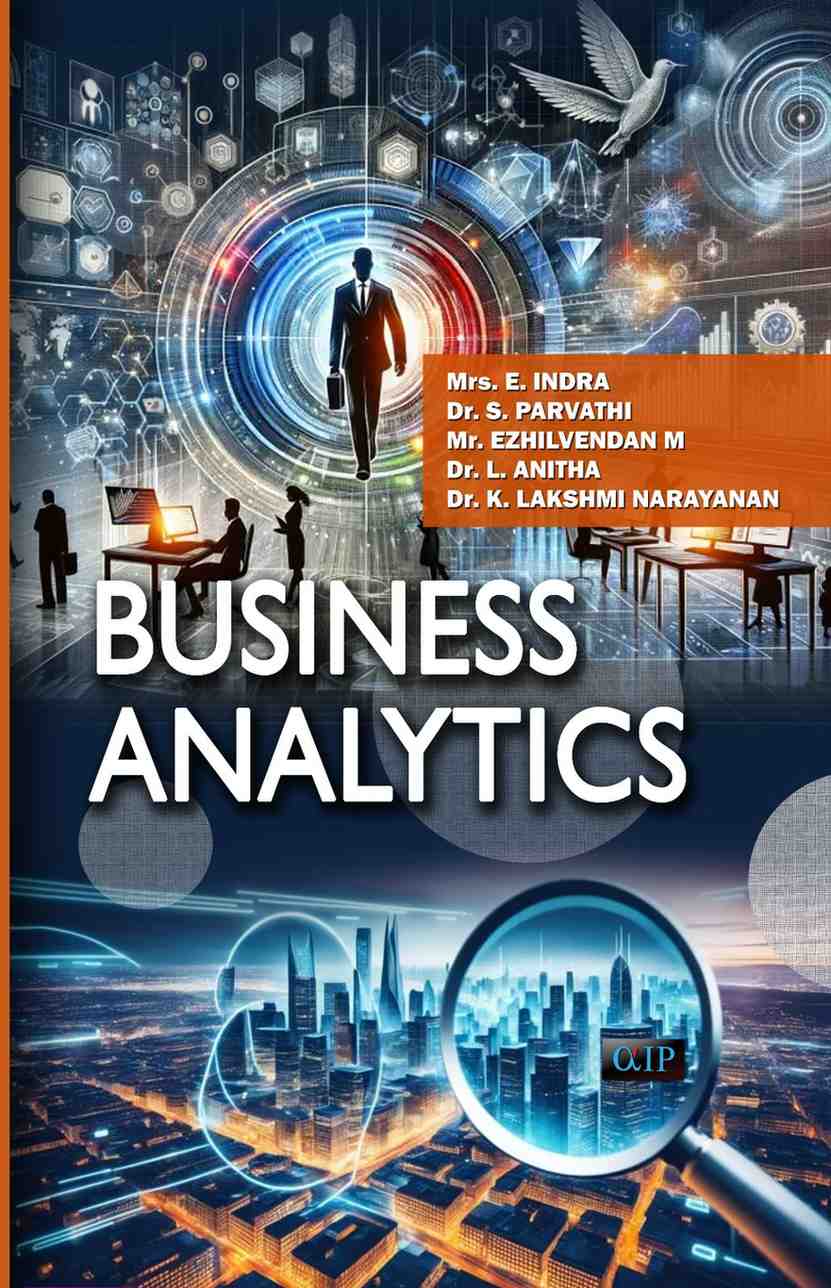 Mrs. E. INDRA
Dr. S. PARVATHI
Mr. EZHILVENDAN M
Dr. L. ANITHA
Dr. K. LAKSHMI NARAYANAN
BUSINESS
ANALYTICS
αIP